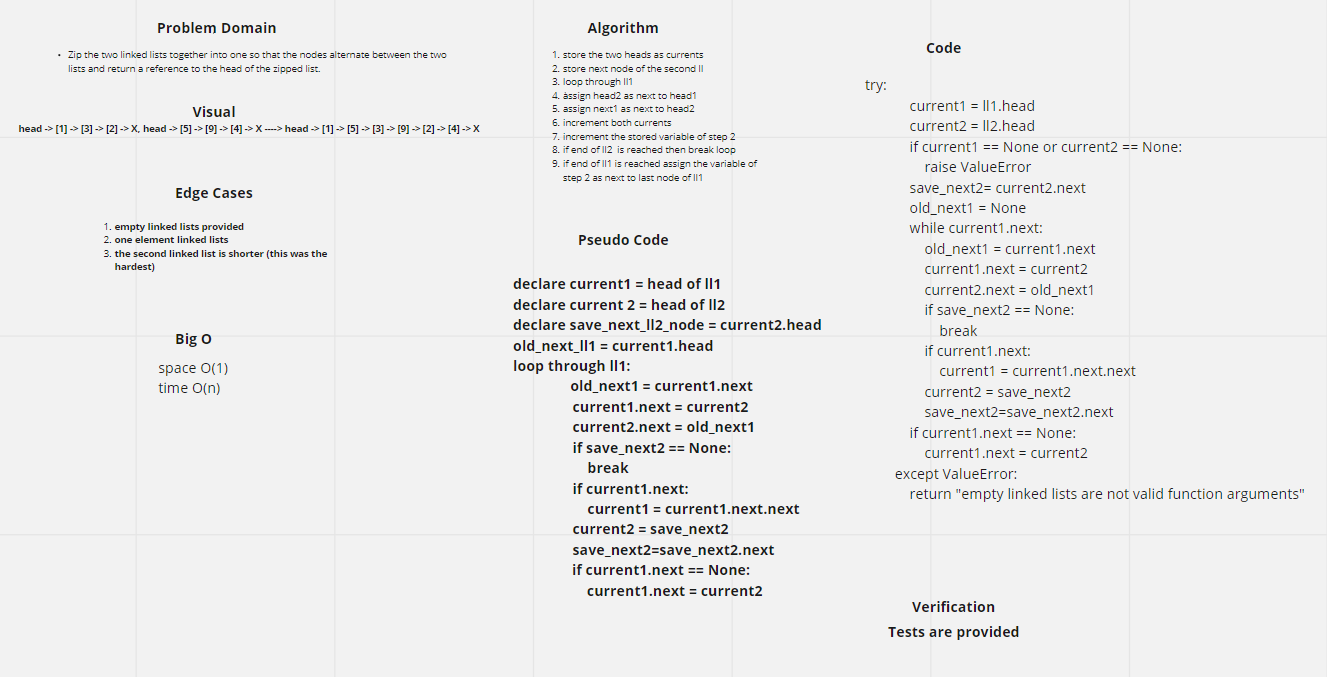 Problem Domain
• Zip the two linked lists together into one so that the nodes alternate between the two
lists and return a reference to the head of the zipped list.
Visual
head -> [1] -> [3] -> [2] -> X, head -> [5] -> [9] -> [4] -> X ----> head -> [1] -> [5] -> [3] -> [9] -> [2] -> [4] -> X
Edge Cases
1. empty linked lists provided
2. one element linked lists
3. the second linked list is shorter (this was the
hardest)
Big O
space O(1)
time O(n)
Algorithm
1. store the two heads as currents
2. store next node of the second ll
3. loop through ll1
4. assign head2 as next to head1
5. assign next1 as next to head2
6. increment both currents
7. increment the stored variable of step 2
8. if end of ll2 is reached then break loop
9. if end of ll1 is reached assign the variable of
step 2 as next to last node of ll1
Pseudo Code
declare current1 = head of ll1
declare current 2 = head of ll2
declare save_next_ll2_node = current2.head
old_next_ll1 = current1.head
loop through ll1:
old_next1 = current1.next
current1.next = current2
current2.next = old_next1
if save_next2 == None:
break
if current1.next:
current1 = current1.next.next
current2 = save_next2
save_next2=save_next2.next
if current1.next == None:
current1.next = current2
Code
try:
current1 = ll1.head
current2 = ll2.head
if current1 == None or current2 == None:
raise ValueError
save_next2= current2.next
old_next1 = None
while current1.next:
old_next1 = current1.next
current1.next = current2
current2.next = old_next1
if save_next2 == None:
break
if current1.next:
current1 = current1.next.next
current2 = save_next2
save_next2=save_next2.next
if current1.next == None:
current1.next = current2
except ValueError:
return "empty linked lists are not valid function arguments"
Verification
Tests are provided